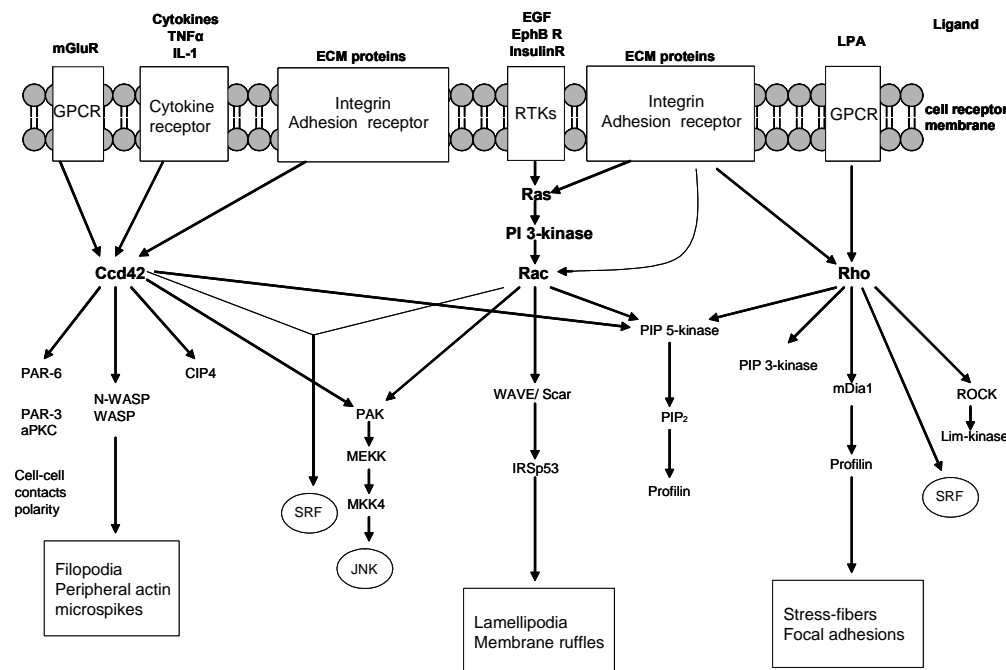 Cytokines
TNFα
IL-1
mGluR
ECM proteins
EGF
EphB R
InsulinR
ECM proteins
LPA
Ligand
GPCR
Cytokine
receptor
Integrin
Adhesion receptor
RTKs
Integrin
Adhesion receptor
GPCR
cell receptor
membrane
Ras
PI 3-kinase
Ccd42
Rac
Rho
PAR-6
PAR-3
aPKC
Cell-cell
contacts
polarity
N-WASP
WASP
CIP4
Filopodia
Peripheral actin
microspikes
SRF
PAK
MEKK
MKK4
JNK
WAVE/ Scar
IRSp53
Lamellipodia
Membrane ruffles
PIP 5-kinase
PIP₂
Profilin
PIP 3-kinase
mDia1
Profilin
Stress-fibers
Focal adhesions
ROCK
Lim-kinase
SRF